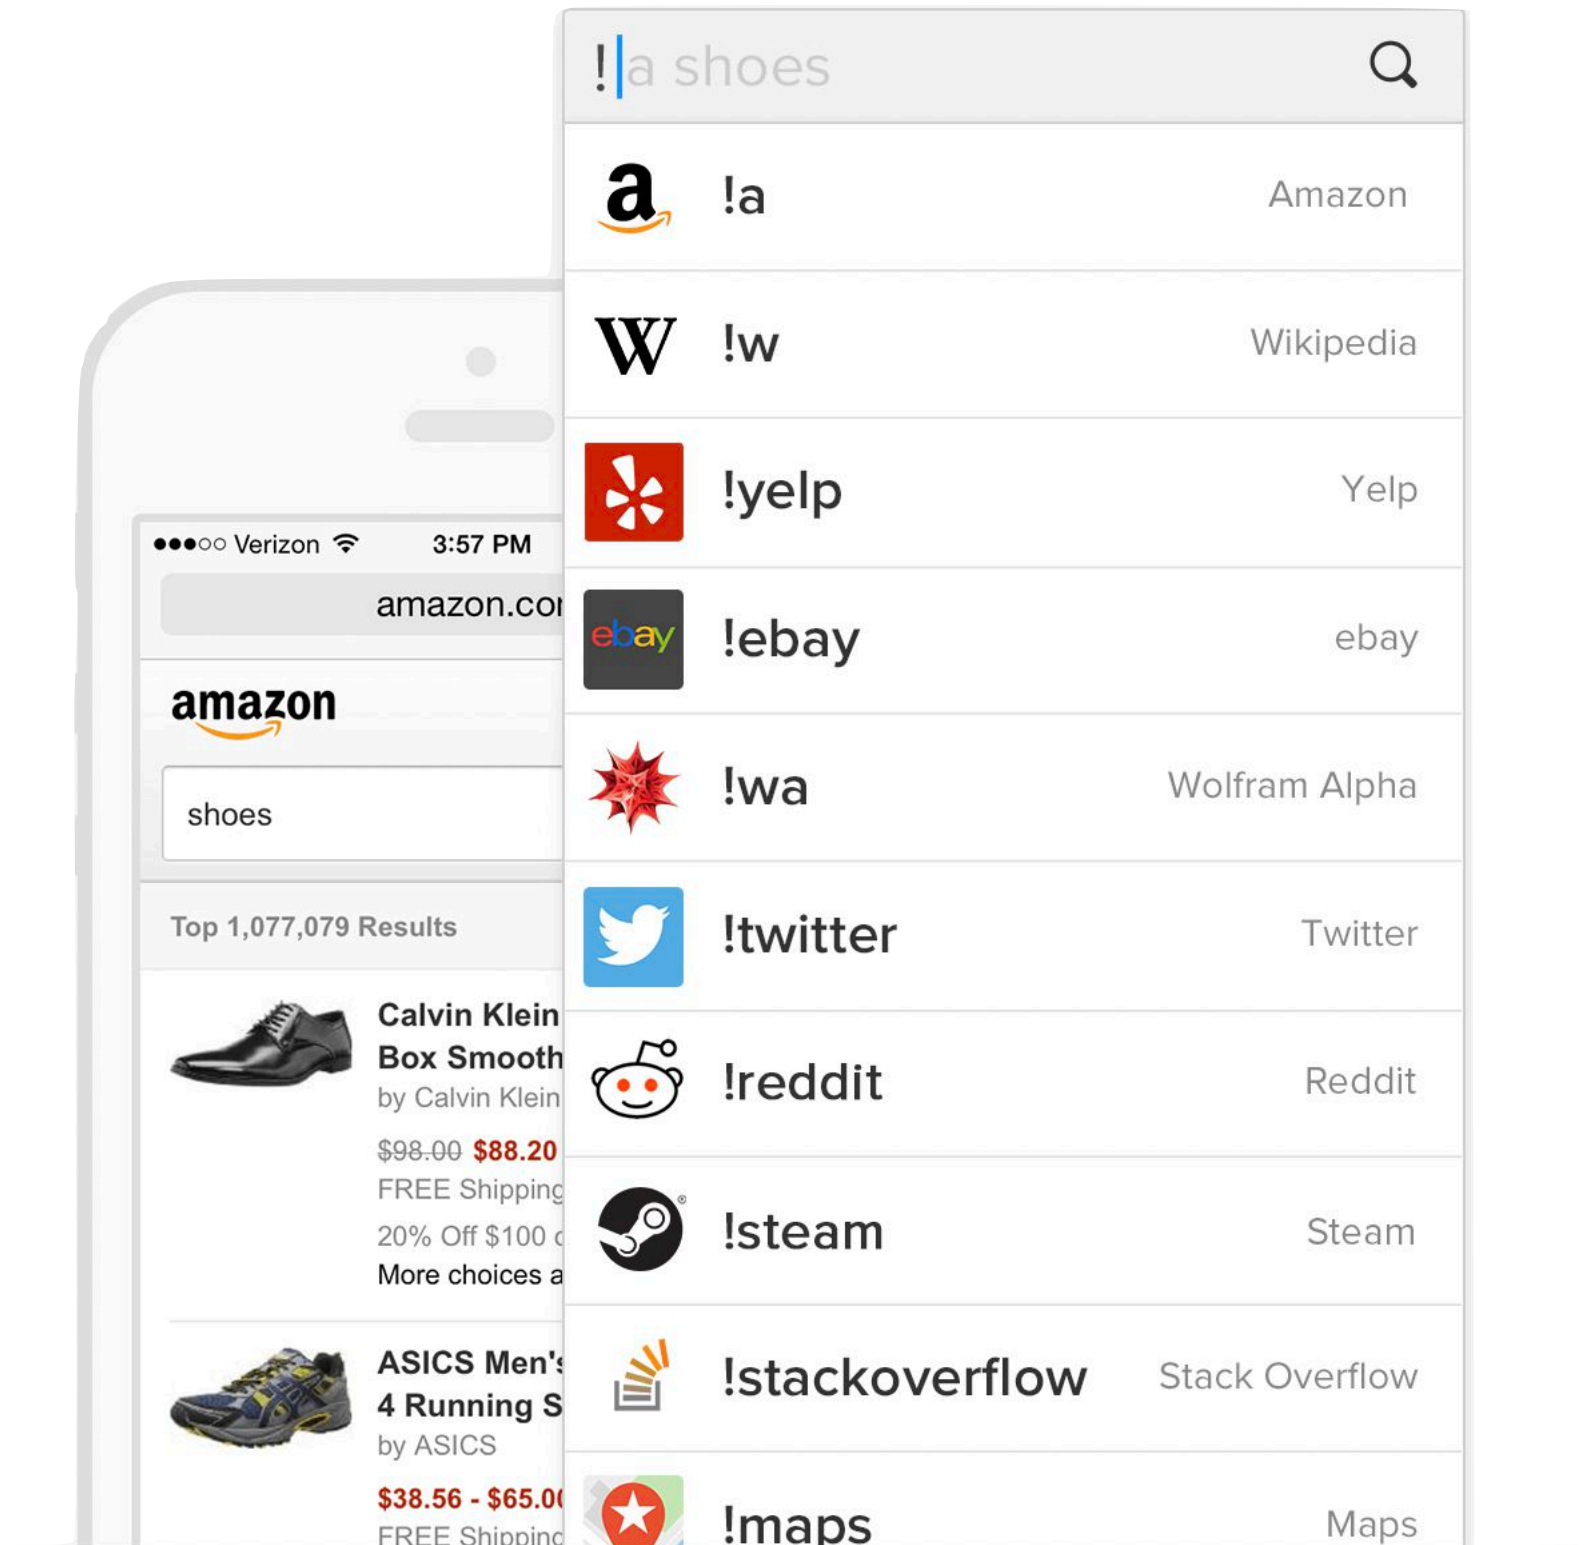 !a shoes
!a Amazon
!w Wikipedia
!yelp Yelp
ebay !ebay ebay
!wa Wolfram Alpha
!twitter Twitter
!reddit Reddit
!steam Steam
!stackoverflow Stack Overflow
!maps Maps
Verizon 3:57 PM
amazon.co
amazon
shoes
Top 1,077,079 Results
Calvin Klein
Box Smooth
by Calvin Klein
$98.00 $88.20
FREE Shipping
20% Off $100
More choices a
ASICS Men's
4 Running S
by ASICS
$38.56 - $65.00
FREE Shipping